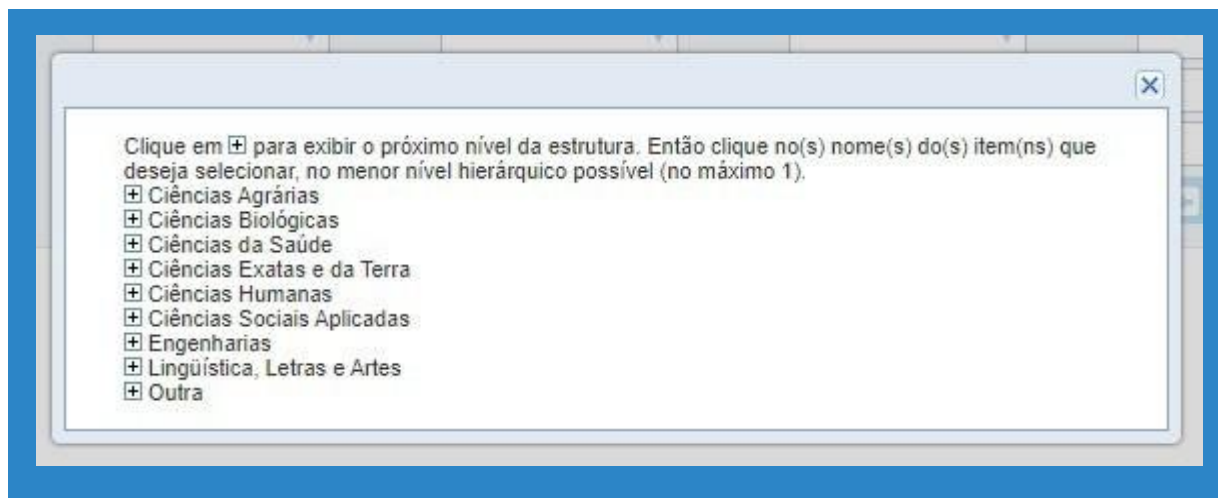 Clique em para exibir o próximo nível da estrutura. Então clique no(s) nome(s) do(s) item(ns) que
deseja selecionar, no menor nível hierárquico possível (no máximo 1).
Ciências Agrárias
Ciências Biológicas
Ciências da Saúde
Ciências Exatas e da Terra
Ciências Humanas
Ciências Sociais Aplicadas
Engenharias
Lingüística, Letras e Artes
Outra